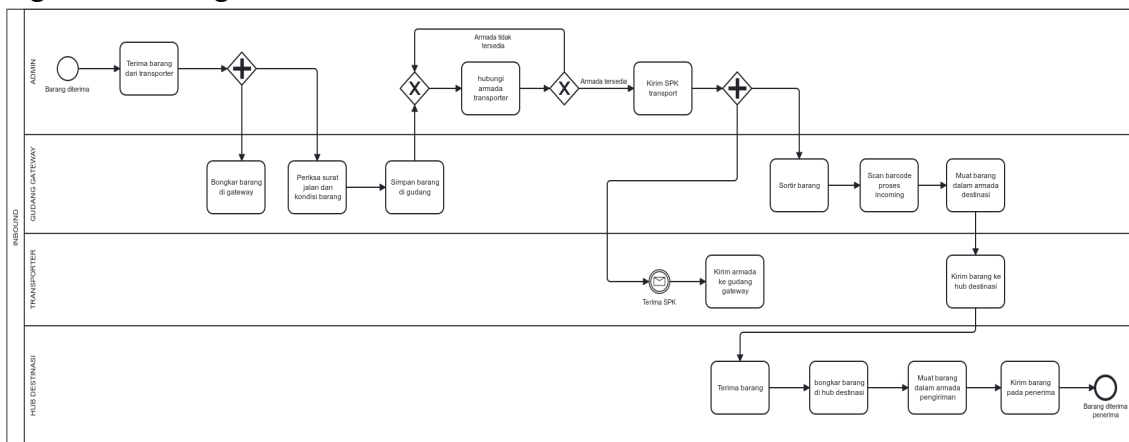 INBOUND
ADMIN
Barang diterima
Terima barang
dari transporter
Armada tidak
tersedia
hubungi
armada
transporter
Armada tersedia
Kirim SPK
transport
GUDANG GATEWAY
Bongkar barang
di gateway
Periksa surat
jalan dan
kondisi barang
Simpan barang
di gudang
Sortir barang
Scan barcode
proses
incoming
Muat barang
dalam armada
destinasi
TRANSPORTER
Terima SPK
Kirim armada
ke gudang
gateway
Kirim barang ke
hub destinasi
HUB DESTINASI
Terima barang
bongkar barang
di hub destinasi
Muat barang
dalam armada
pengiriman
Kirim barang
pada penerima
Barang diterima
penerima